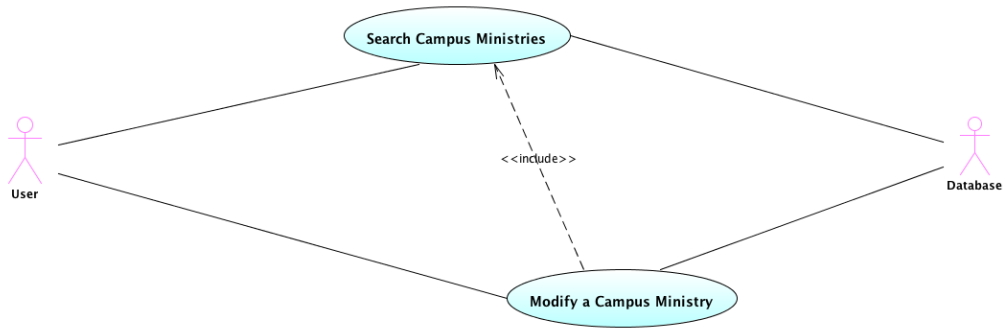 Search Campus Ministries
<<include>>
User
Database
Modify a Campus Ministry